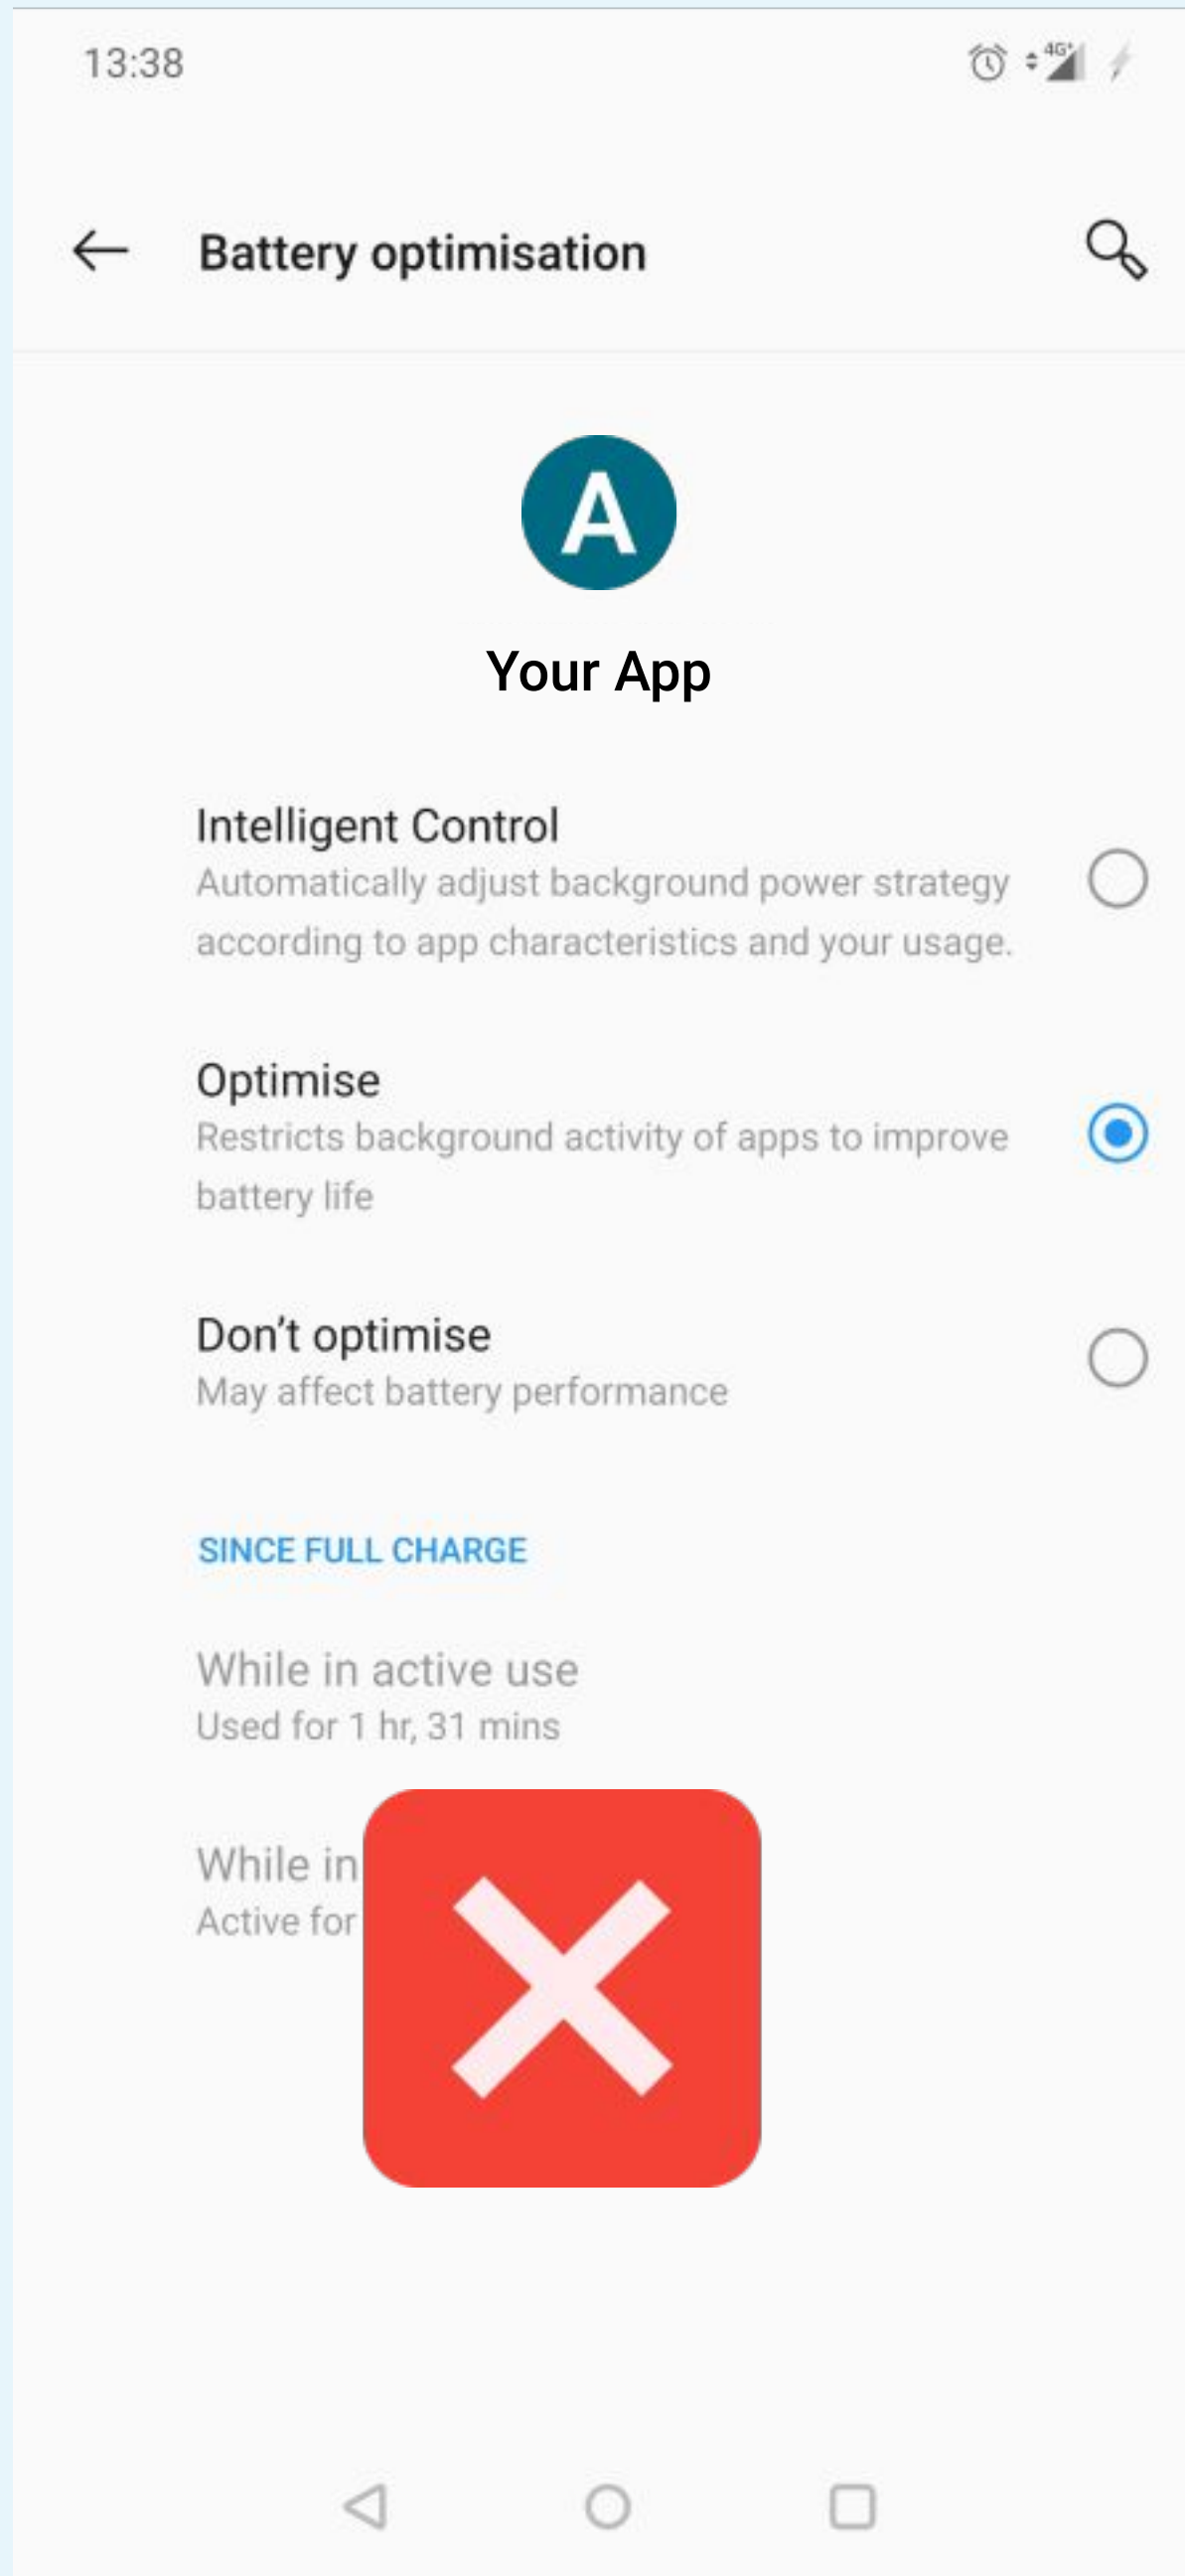 13:38
4G+
Battery optimisation
A
Your App
Intelligent Control
Automatically adjust background power strategy
according to app characteristics and your usage.
Optimise
Restricts background activity of apps to improve
battery life
Don’t optimise
May affect battery performance
SINCE FULL CHARGE
While in active use
Used for 1 hr, 31 mins
While in
Active for